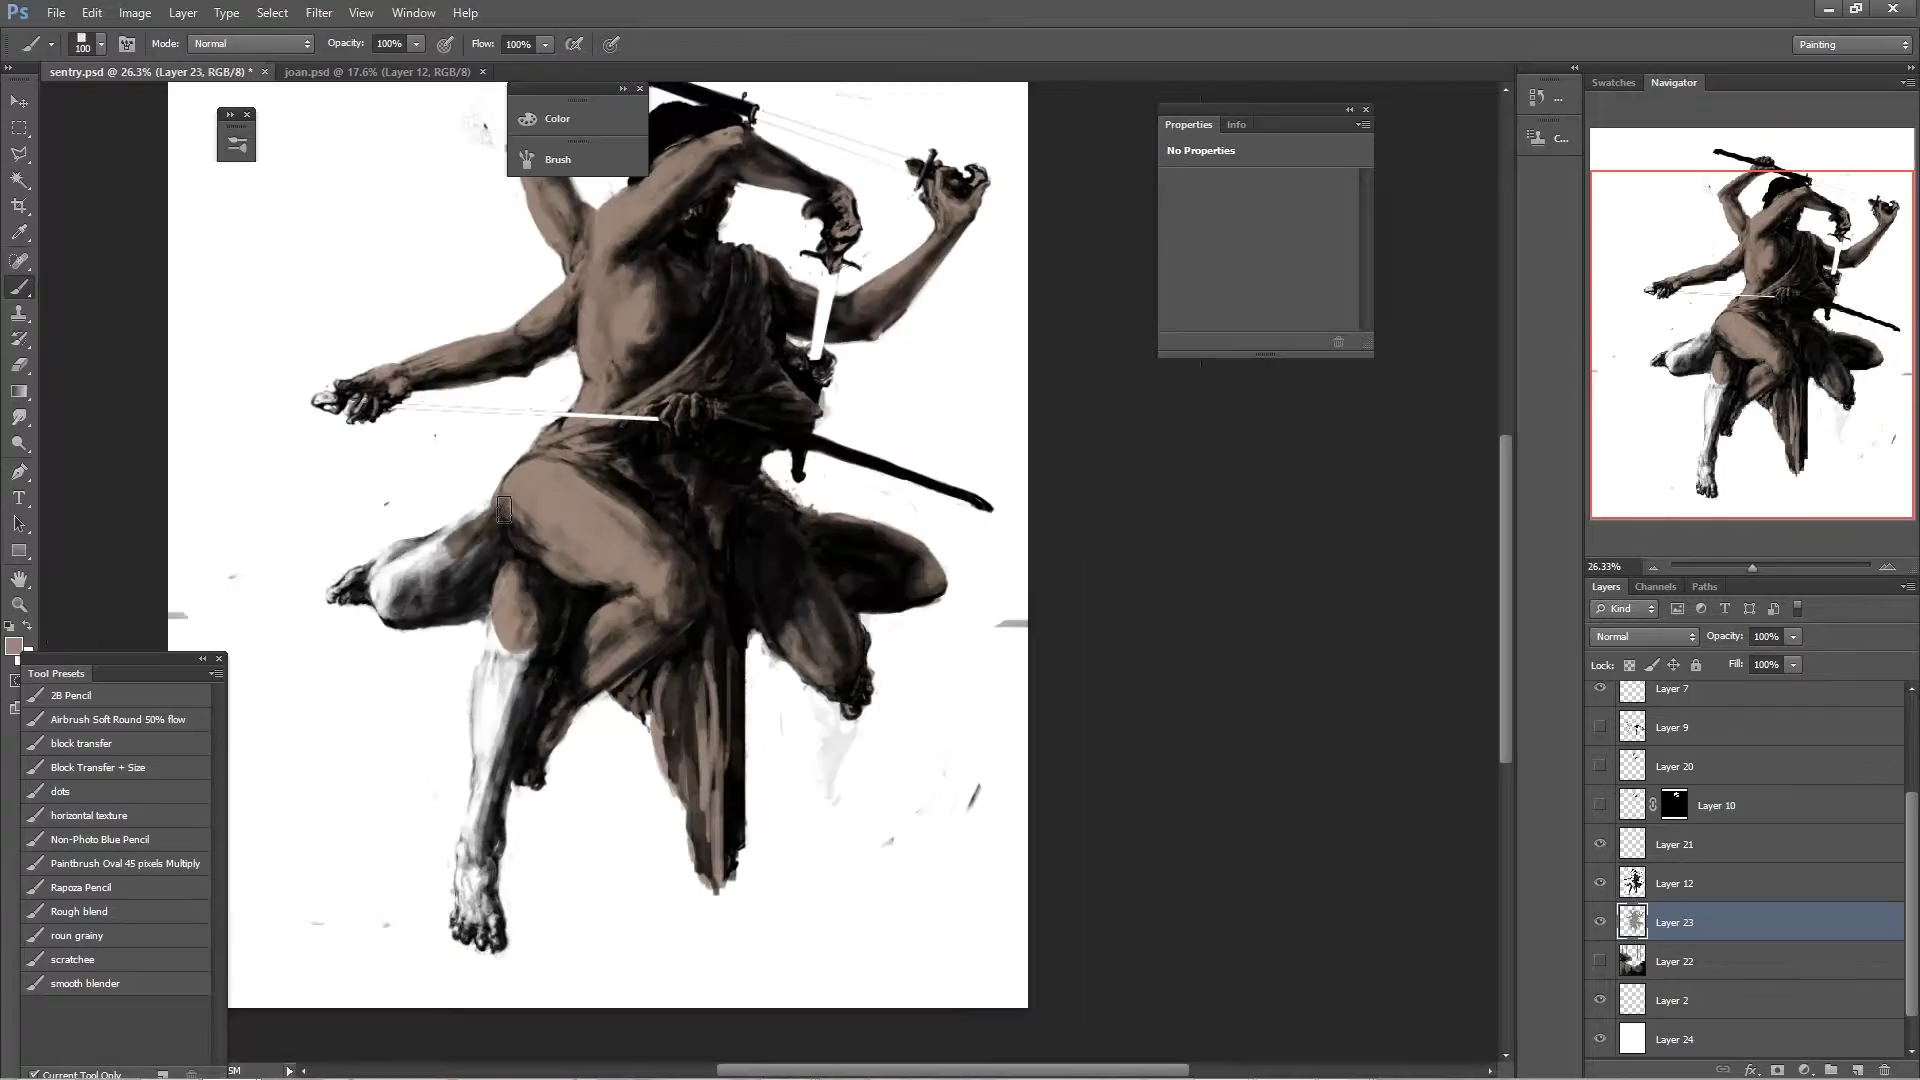 Ps File Edit Image Layer Type Select Filter View Window Help
100 Mode: Normal Opacity: 100% Flow: 100% Painting
sentry.psd @ 26.3% (Layer 23, RGB/8) * × joan.psd @ 17.6% (Layer 12, RGB/8) ×
Color
Brush
Properties Info
No Properties
... 
C...
Swatches Navigator
26.33%
Layers Channels Paths
Kind
Normal Opacity: 100%
Lock: Fill: 100%
Layer 7
Layer 9
Layer 20
Layer 10
Layer 21
Layer 12
Layer 23
Layer 22
Layer 2
Layer 24
Tool Presets
2B Pencil
Airbrush Soft Round 50% flow
block transfer
Block Transfer + Size
dots
horizontal texture
Non-Photo Blue Pencil
Paintbrush Oval 45 pixels Multiply
Rapoza Pencil
Rough blend
roun grainy
scratchee
smooth blender
Current Tool Only
5M